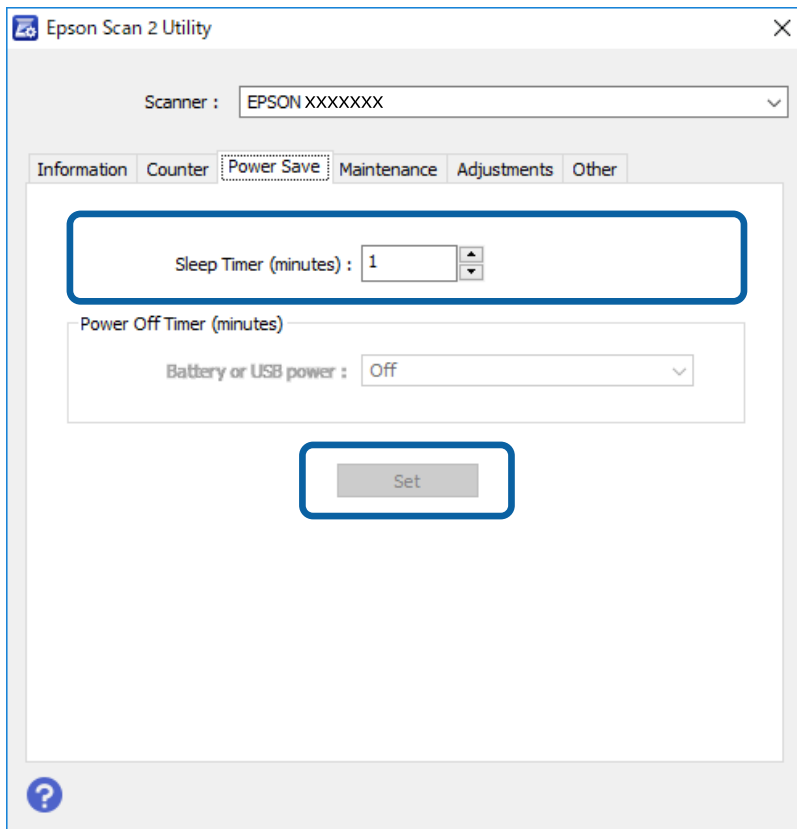 Epson Scan 2 Utility
Scanner : EPSON XXXXXXX
Information Counter Power Save Maintenance Adjustments Other
Sleep Timer (minutes) : 1
Power Off Timer (minutes)
Battery or USB power : Off
Set
?